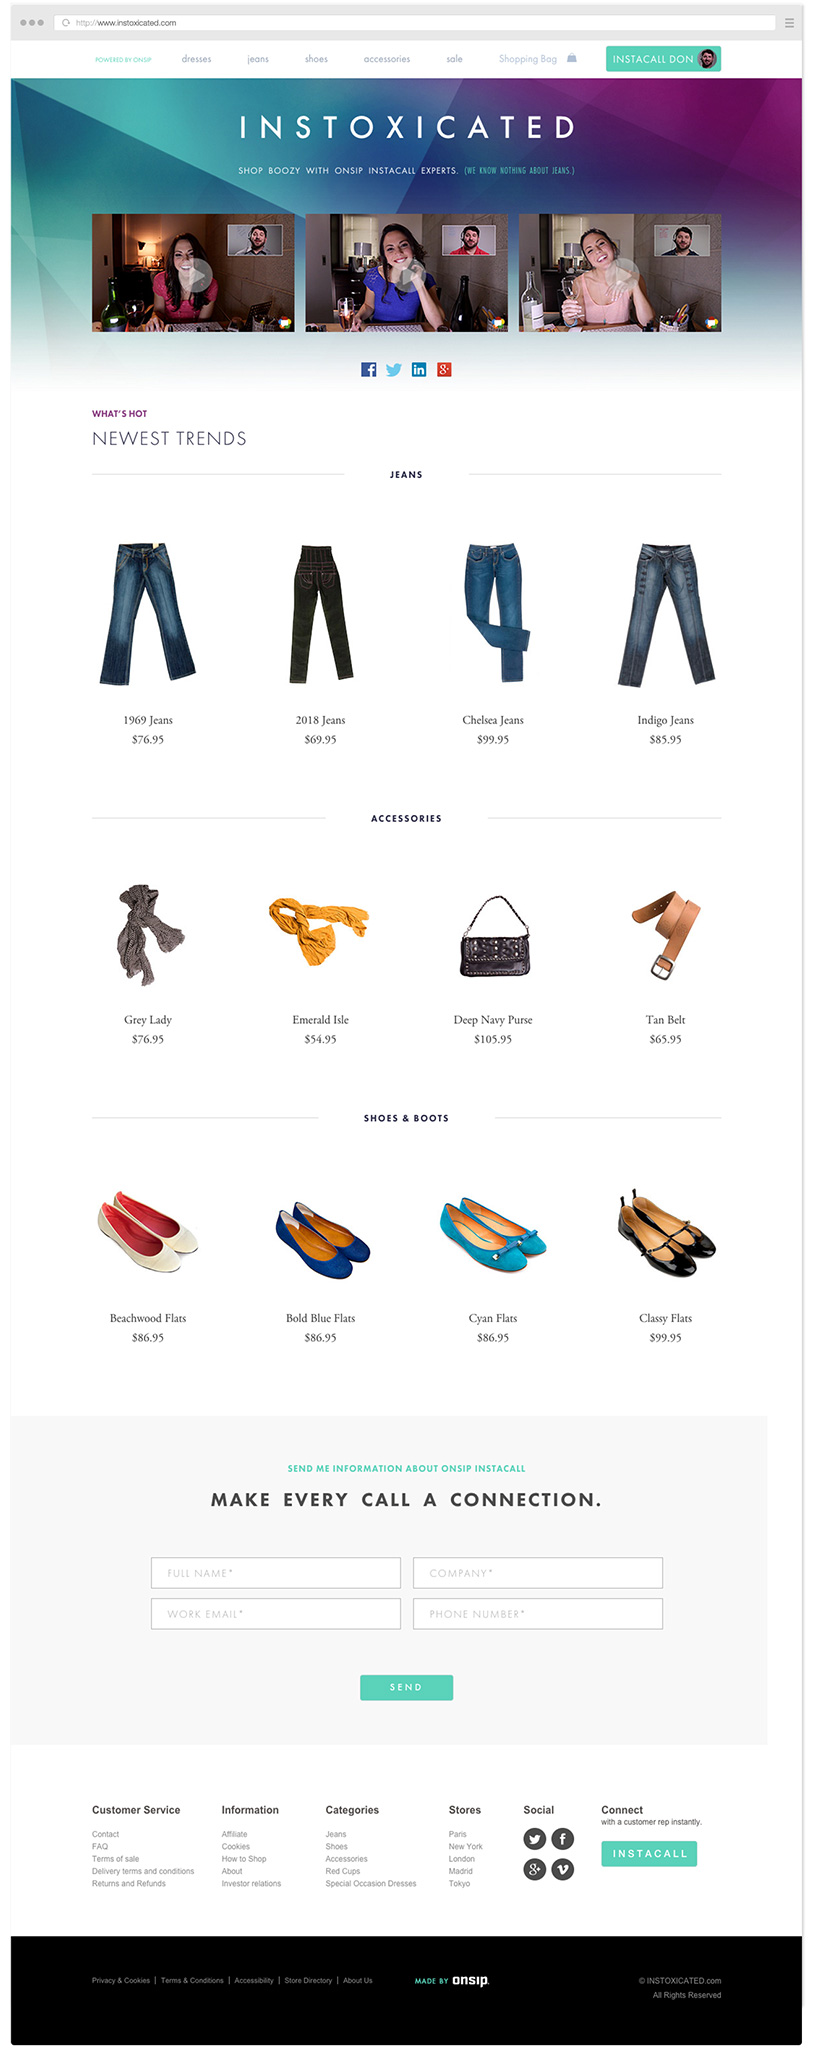 http://www.instoxicated.com
POWERED BY ONSIP dresses jeans shoes accessories sale Shopping Bag INSTACALL DON
INSTOXICATED
SHOP BOOZY WITH ONSIP INSTACALL EXPERTS. (WE KNOW NOTHING ABOUT JEANS.)
WHAT'S HOT
NEWEST TRENDS
JEANS
1969 Jeans 2018 Jeans Chelsea Jeans Indigo Jeans
$76.95 $69.95 $99.95 $85.95
ACCESSORIES
Grey Lady Emerald Isle Deep Navy Purse Tan Belt
$76.95 $54.95 $105.95 $65.95
SHOES & BOOTS
Beachwood Flats Bold Blue Flats Cyan Flats Classy Flats
$86.95 $86.95 $86.95 $99.95
SEND ME INFORMATION ABOUT ONSIP INSTACALL
MAKE EVERY CALL A CONNECTION.
FULL NAME* COMPANY*
WORK EMAIL* PHONE NUMBER*
SEND
Customer Service
Contact
FAQ
Terms of sale
Delivery terms and conditions
Returns and Refunds
Information
Affiliate
Cookies
How to Shop
About
Investor relations
Categories
Jeans
Shoes
Accessories
Red Cups
Special Occasion Dresses
Stores
Paris
New York
London
Madrid
Tokyo
Social
Connect
with a customer rep instantly.
INSTACALL
Privacy & Cookies | Terms & Conditions | Accessibility | Store Directory | About Us
MADE BY onsip.
© INSTOXICATED.com
All Rights Reserved